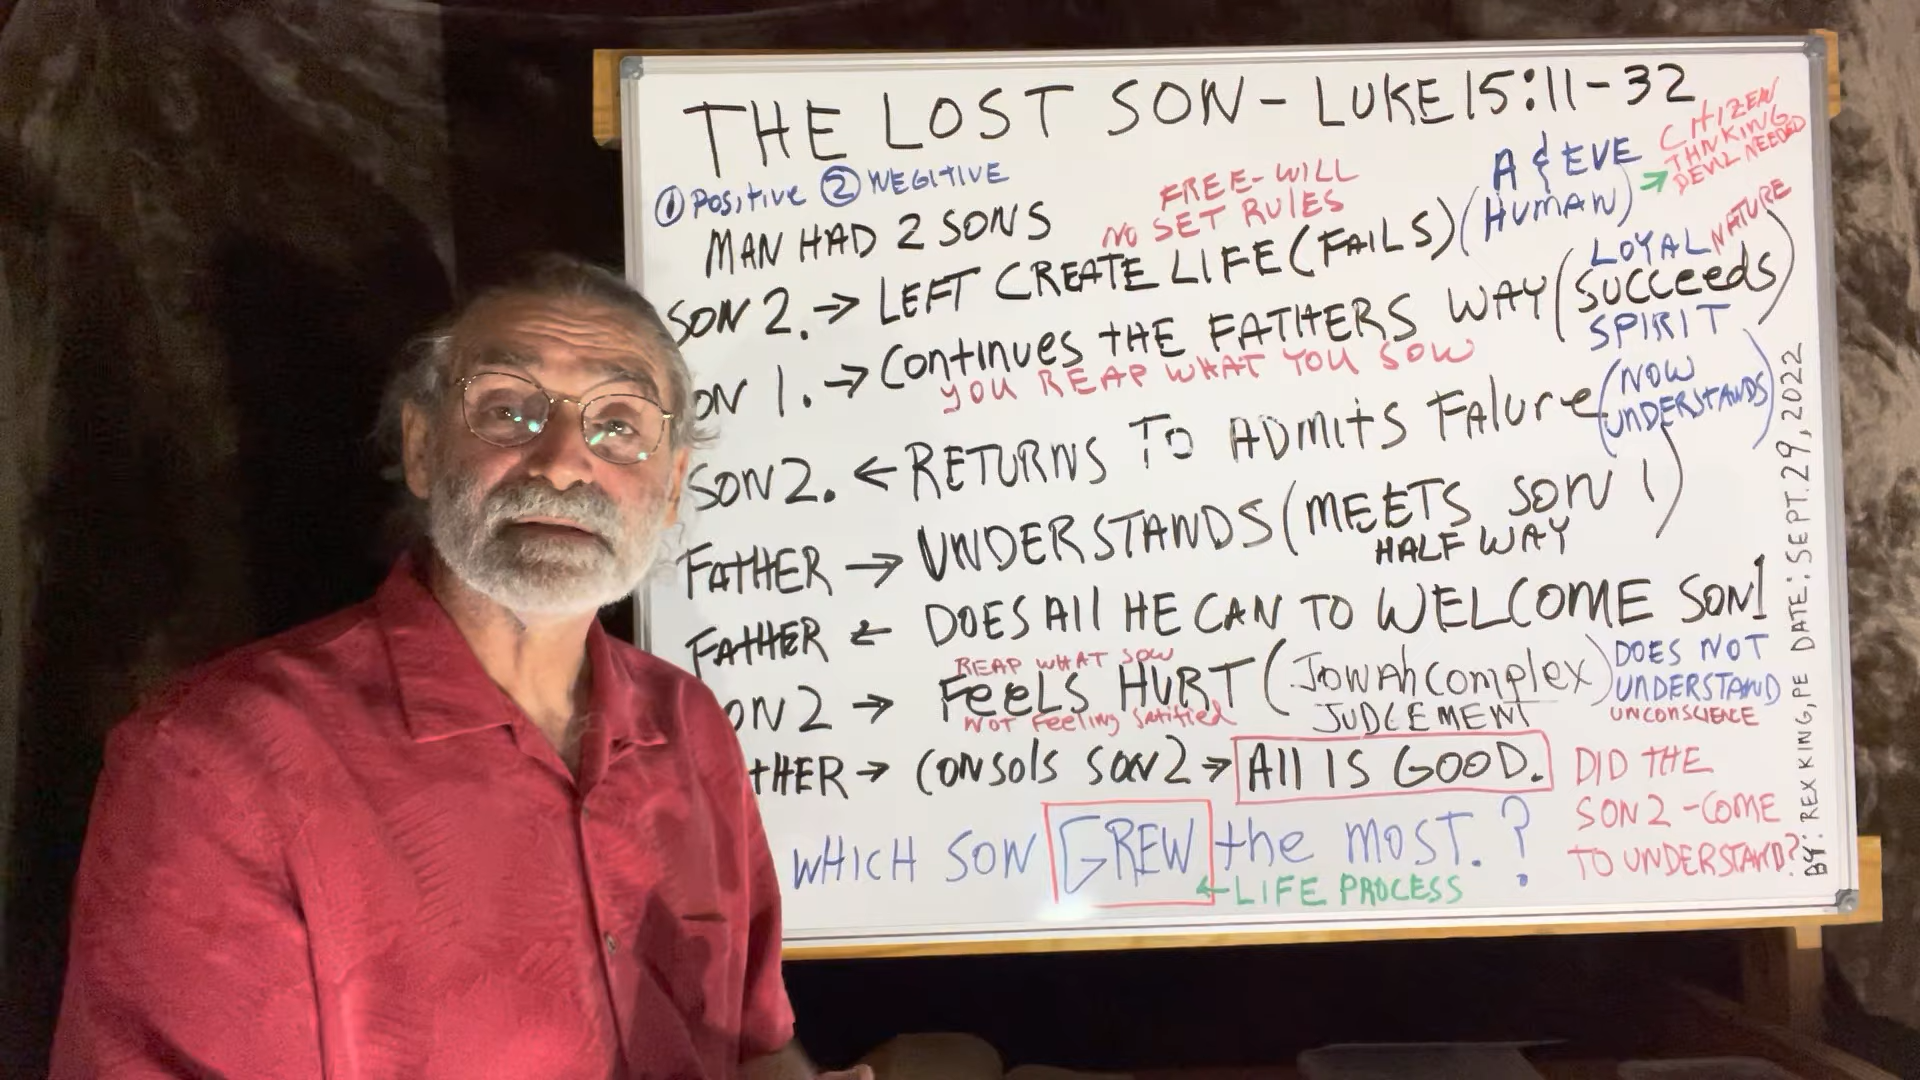 THE LOST SON - LUKE 15:11-32
① POSITIVE ② NEGITIVE
MAN HAD 2 SONS
FREE-WILL
NO SET RULES
A & EVE
(HUMAN)
CHIZEN
THNKING
DEVIL NEEDED
SON 2. → LEFT CREATE LIFE (FAILS)
LOYAL NATURE
ON 1. → CONTINUES THE FATHERS WAY (SUCCEEDS)
SPIRIT
YOU REAP WHAT YOU SOW
SON 2. ← RETURNS TO ADMITS FALURE
(NOW
UNDERSTANDS)
FATHER → UNDERSTANDS (MEETS SON 1)
HALF WAY
FATHER ← DOES All HE CAN TO WELCOME SON1
REAP WHAT SOW
ON 2 → FEELS HURT (JOWAH COMPLEX)
NOT FEELING SATIFIED
JUDGEMENT
DOES NOT
UNDERSTAND
UNCONSCIENCE
THER → CONSOLS SON 2 → All IS GOOD.
WHICH SON GREW the MOST. ?
← LIFE PROCESS
DID THE
SON 2 - COME
TO UNDERSTAND?
BY: REX KING, PE DATE: SEPT. 29, 2022